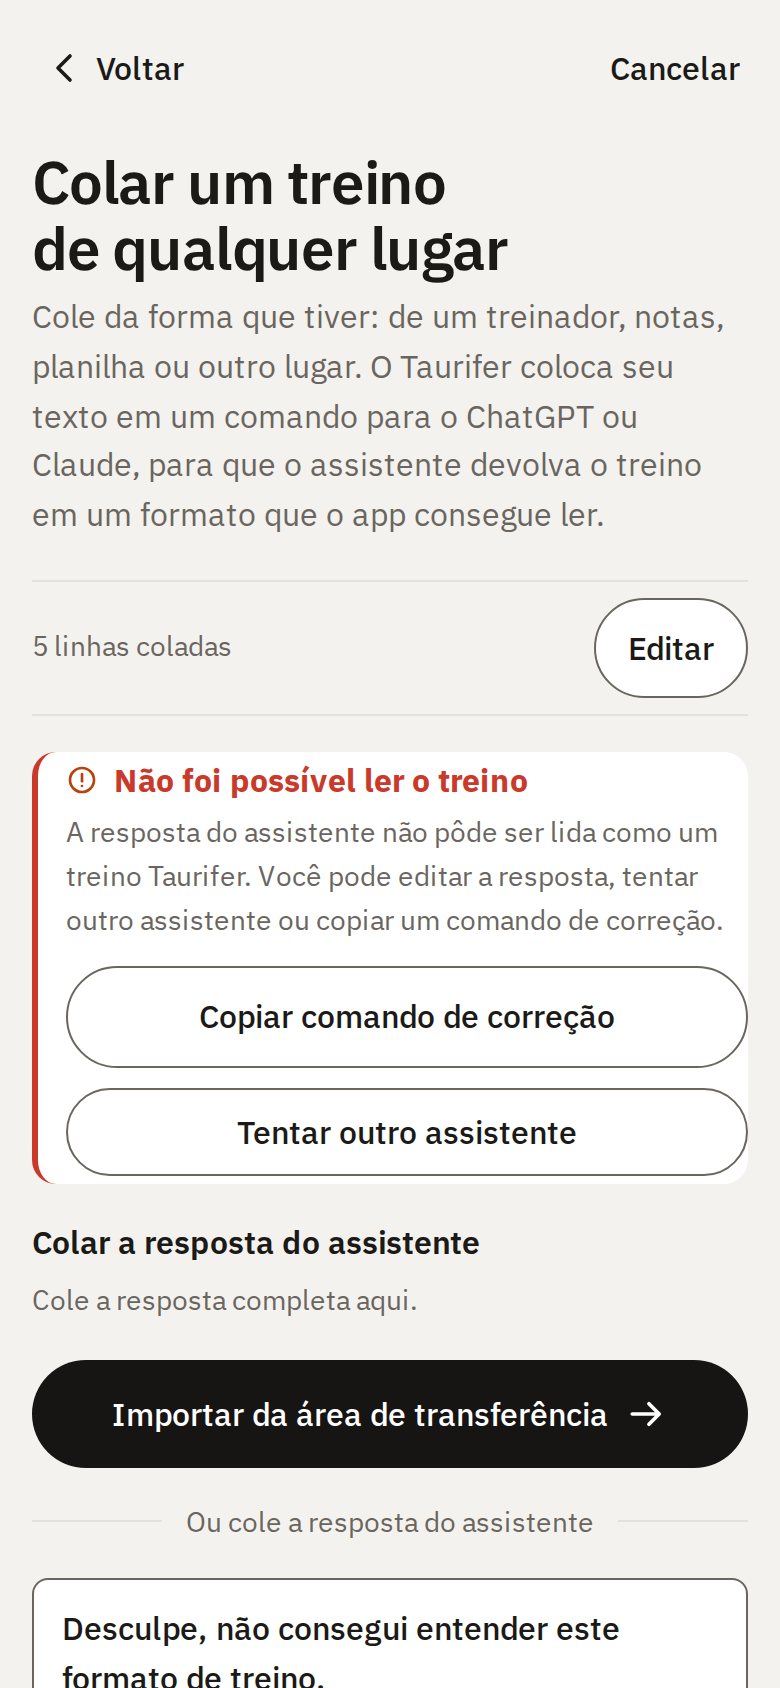 Voltar
Cancelar
Colar um treino
de qualquer lugar
Cole da forma que tiver: de um treinador, notas,
planilha ou outro lugar. O Taurifer coloca seu
texto em um comando para o ChatGPT ou
Claude, para que o assistente devolva o treino
em um formato que o app consegue ler.
5 linhas coladas
Editar
Não foi possível ler o treino
A resposta do assistente não pôde ser lida como um
treino Taurifer. Você pode editar a resposta, tentar
outro assistente ou copiar um comando de correção.
Copiar comando de correção
Tentar outro assistente
Colar a resposta do assistente
Cole a resposta completa aqui.
Importar da área de transferência
Ou cole a resposta do assistente
Desculpe, não consegui entender este
formato de treino.